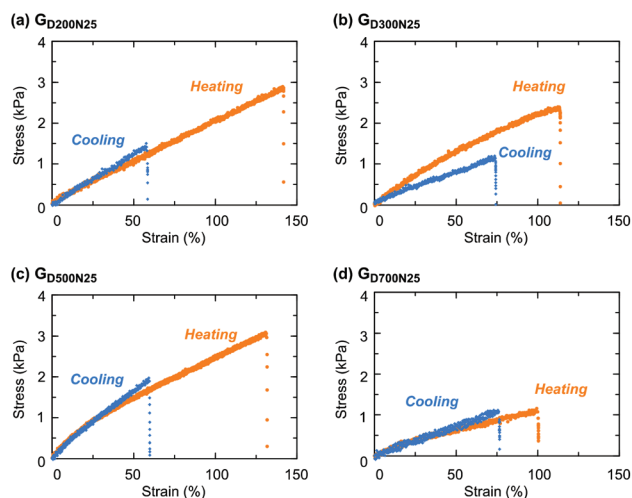 (a) GD200N25
4
3
2
1
0
Stress (kPa)
Heating
Cooling
0 50 100 150
Strain (%)
(b) GD300N25
4
3
2
1
0
Stress (kPa)
Heating
Cooling
0 50 100 150
Strain (%)
(c) GD500N25
4
3
2
1
0
Stress (kPa)
Heating
Cooling
0 50 100 150
Strain (%)
(d) GD700N25
4
3
2
1
0
Stress (kPa)
Cooling
Heating
0 50 100 150
Strain (%)